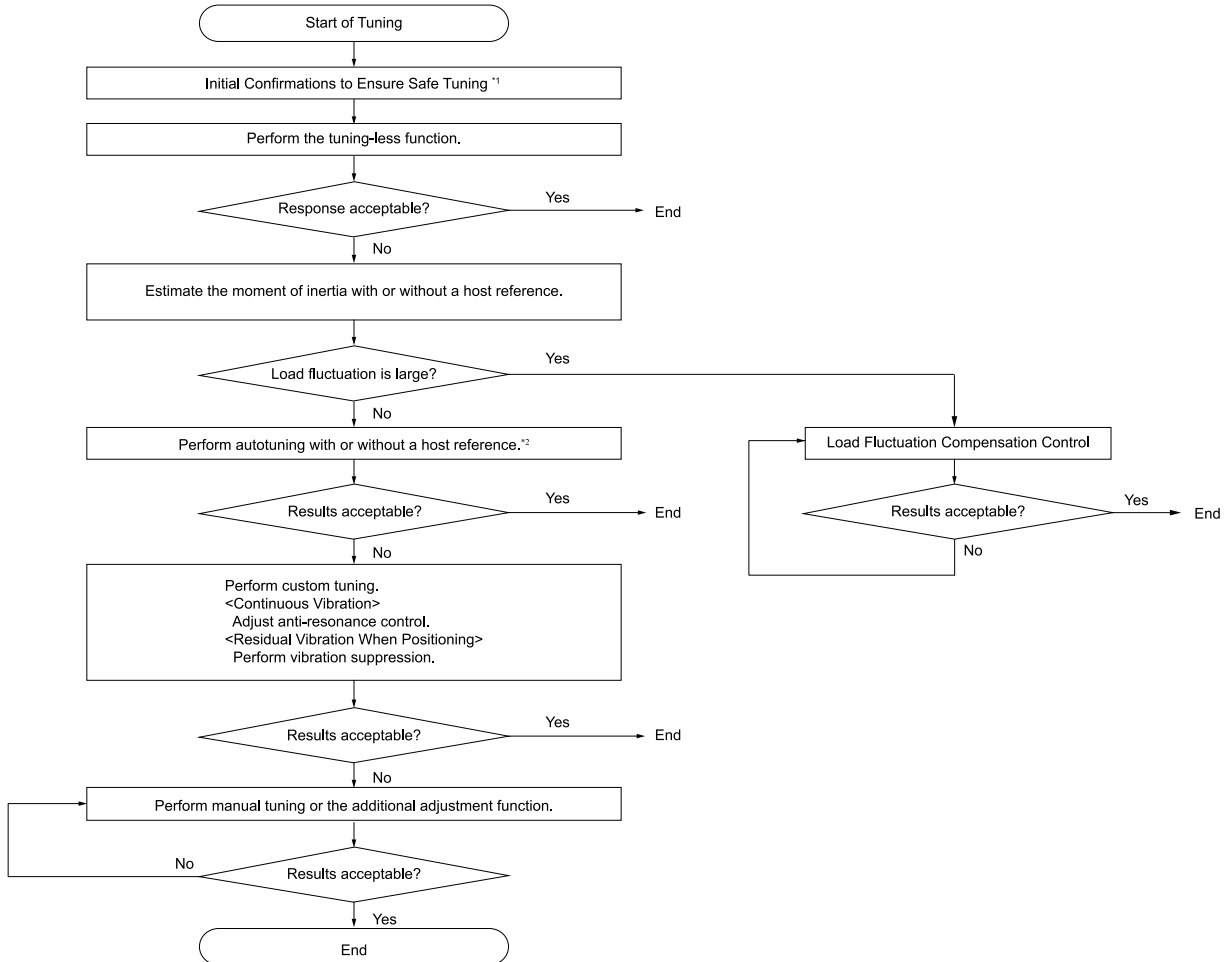 Start of Tuning
Initial Confirmations to Ensure Safe Tuning *1
Perform the tuning-less function.
Response acceptable?
Yes
End
No
Estimate the moment of inertia with or without a host reference.
Load fluctuation is large?
Yes
No
Perform autotuning with or without a host reference.*2
Load Fluctuation Compensation Control
Results acceptable?
Yes
End
Results acceptable?
Yes
End
No
No
Perform custom tuning.
<Continuous Vibration>
Adjust anti-resonance control.
<Residual Vibration When Positioning>
Perform vibration suppression.
Results acceptable?
Yes
End
No
Perform manual tuning or the additional adjustment function.
No
Results acceptable?
Yes
End